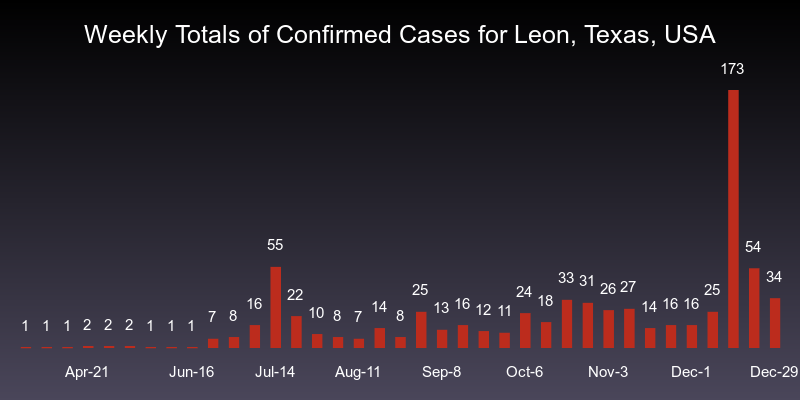 Weekly Totals of Confirmed Cases for Leon, Texas, USA
1 1 1 2 2 2 1 1 1 7 8 16 55 22 10 8 7 14 8 25 13 16 12 11 24 18 33 31 26 27 14 16 16 25 173 54 34
Apr-21 Jun-16 Jul-14 Aug-11 Sep-8 Oct-6 Nov-3 Dec-1 Dec-29